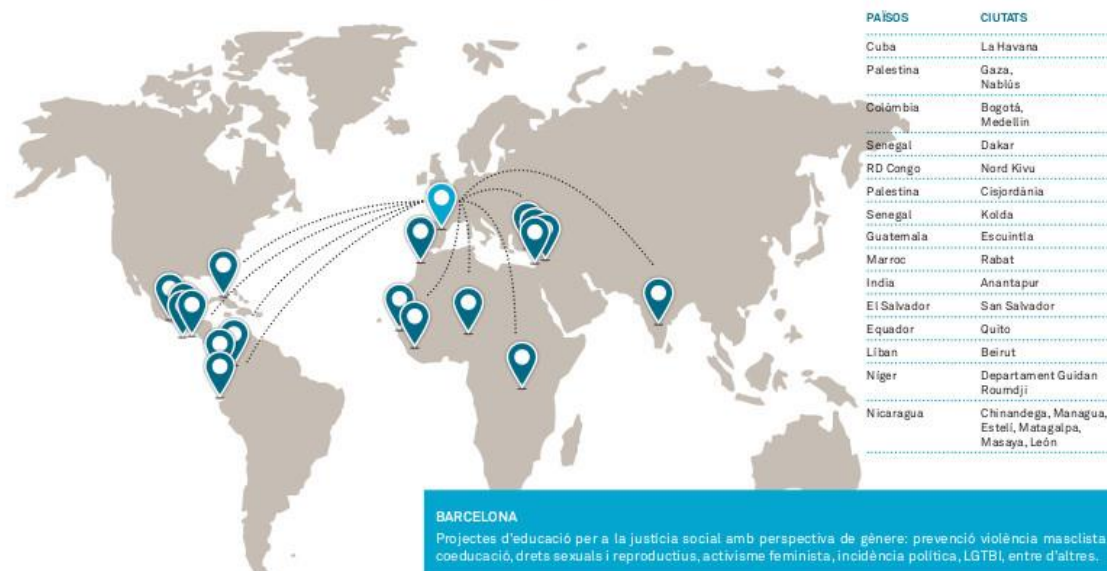 PAÏSOS CIUTATS
Cuba La Havana
Palestina Gaza,
Nablús
Colòmbia Bogotá,
Medellín
Senegal Dakar
RD Congo Nord Kivu
Palestina Cisjordània
Senegal Kolda
Guatemala Escuintla
Marroc Rabat
India Anantapur
El Salvador San Salvador
Equador Quito
Líban Beirut
Níger Departament Guidan
Roumdji
Nicaragua Chinandega, Managua,
Estelí, Matagalpa,
Masaya, León
BARCELONA
Projectes d'educació per a la justícia social amb perspectiva de gènere: prevenció violència masclista
coeducació, drets sexuals i reproductius, activisme feminista, incidència política, LGTBI, entre d'altres.